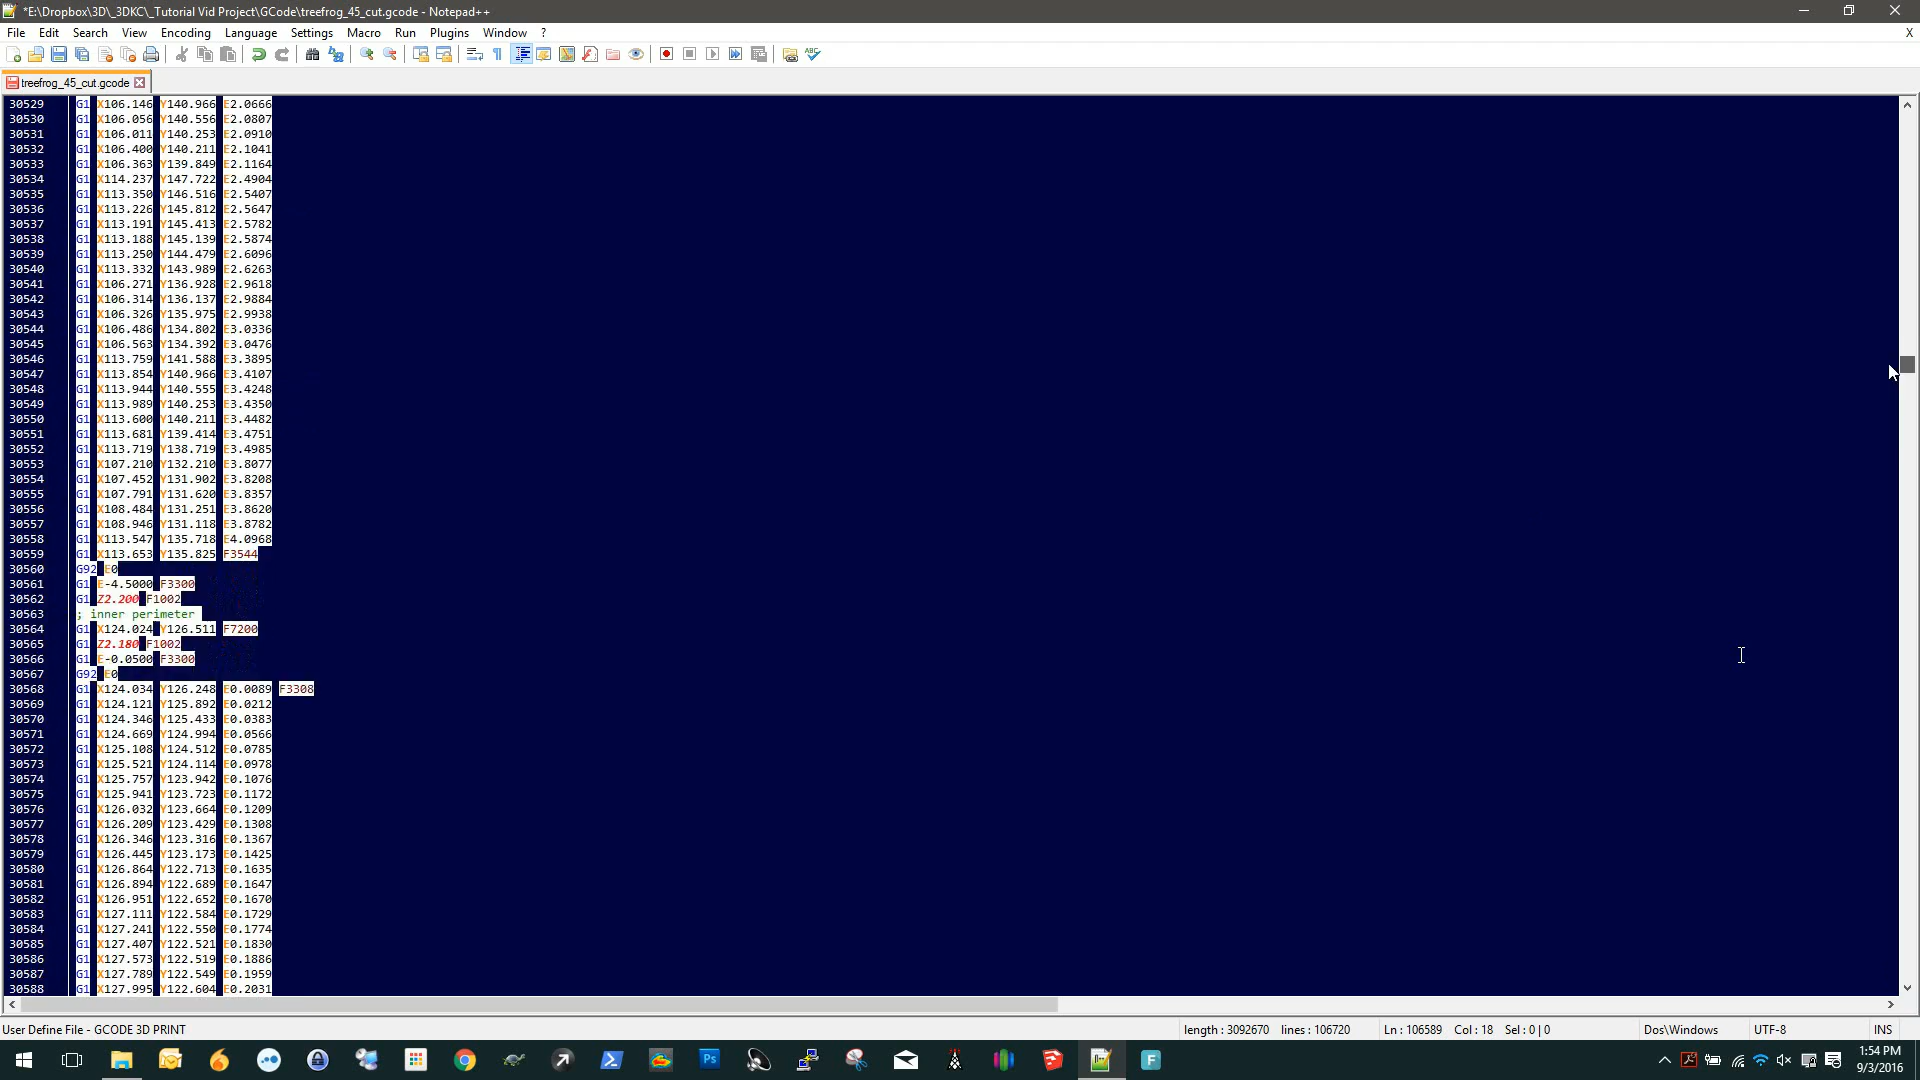 *E:\Dropbox\3D\_3DKC\_Tutorial Vid Project\GCode\treefrog_45_cut.gcode - Notepad++
File Edit Search View Encoding Language Settings Macro Run Plugins Window ? X
treefrog_45_cut.gcode
30529 G1 X106.146 Y140.966 E2.0666
30530 G1 X106.056 Y140.556 E2.0807
30531 G1 X106.011 Y140.253 E2.0910
30532 G1 X106.400 Y140.211 E2.1041
30533 G1 X106.363 Y139.849 E2.1164
30534 G1 X114.237 Y147.722 E2.4904
30535 G1 X113.350 Y146.516 E2.5407
30536 G1 X113.226 Y145.812 E2.5647
30537 G1 X113.191 Y145.413 E2.5782
30538 G1 X113.188 Y145.139 E2.5874
30539 G1 X113.250 Y144.479 E2.6096
30540 G1 X113.332 Y143.989 E2.6263
30541 G1 X106.271 Y136.928 E2.9618
30542 G1 X106.314 Y136.137 E2.9884
30543 G1 X106.326 Y135.975 E2.9938
30544 G1 X106.486 Y134.802 E3.0336
30545 G1 X106.563 Y134.392 E3.0476
30546 G1 X113.759 Y141.588 E3.3895
30547 G1 X113.854 Y140.966 E3.4107
30548 G1 X113.944 Y140.555 E3.4248
30549 G1 X113.989 Y140.253 E3.4350
30550 G1 X113.600 Y140.211 E3.4482
30551 G1 X113.681 Y139.414 E3.4751
30552 G1 X113.719 Y138.719 E3.4985
30553 G1 X107.210 Y132.210 E3.8077
30554 G1 X107.452 Y131.902 E3.8208
30555 G1 X107.791 Y131.620 E3.8357
30556 G1 X108.484 Y131.251 E3.8620
30557 G1 X108.946 Y131.118 E3.8782
30558 G1 X113.547 Y135.718 E4.0968
30559 G1 X113.653 Y135.825 F3544
30560 G92 E0
30561 G1 E-4.5000 F3300
30562 G1 Z2.200 F1002
30563 ; inner perimeter
30564 G1 X124.024 Y126.511 F7200
30565 G1 Z2.180 F1002
30566 G1 E-0.0500 F3300
30567 G92 E0
30568 G1 X124.034 Y126.248 E0.0089 F3308
30569 G1 X124.121 Y125.892 E0.0212
30570 G1 X124.346 Y125.433 E0.0383
30571 G1 X124.669 Y124.994 E0.0566
30572 G1 X125.108 Y124.512 E0.0785
30573 G1 X125.521 Y124.114 E0.0978
30574 G1 X125.757 Y123.942 E0.1076
30575 G1 X125.941 Y123.723 E0.1172
30576 G1 X126.032 Y123.664 E0.1209
30577 G1 X126.209 Y123.429 E0.1308
30578 G1 X126.346 Y123.316 E0.1367
30579 G1 X126.445 Y123.173 E0.1425
30580 G1 X126.864 Y122.713 E0.1635
30581 G1 X126.894 Y122.689 E0.1647
30582 G1 X126.951 Y122.652 E0.1670
30583 G1 X127.111 Y122.584 E0.1729
30584 G1 X127.241 Y122.550 E0.1774
30585 G1 X127.407 Y122.521 E0.1830
30586 G1 X127.573 Y122.519 E0.1886
30587 G1 X127.789 Y122.549 E0.1959
30588 G1 X127.995 Y122.604 E0.2031
User Define File - GCODE 3D PRINT length : 3092670 lines : 106720 Ln : 106589 Col : 18 Sel : 0 | 0 Dos\Windows UTF-8 INS
Ps
F
1:54 PM
9/3/2016